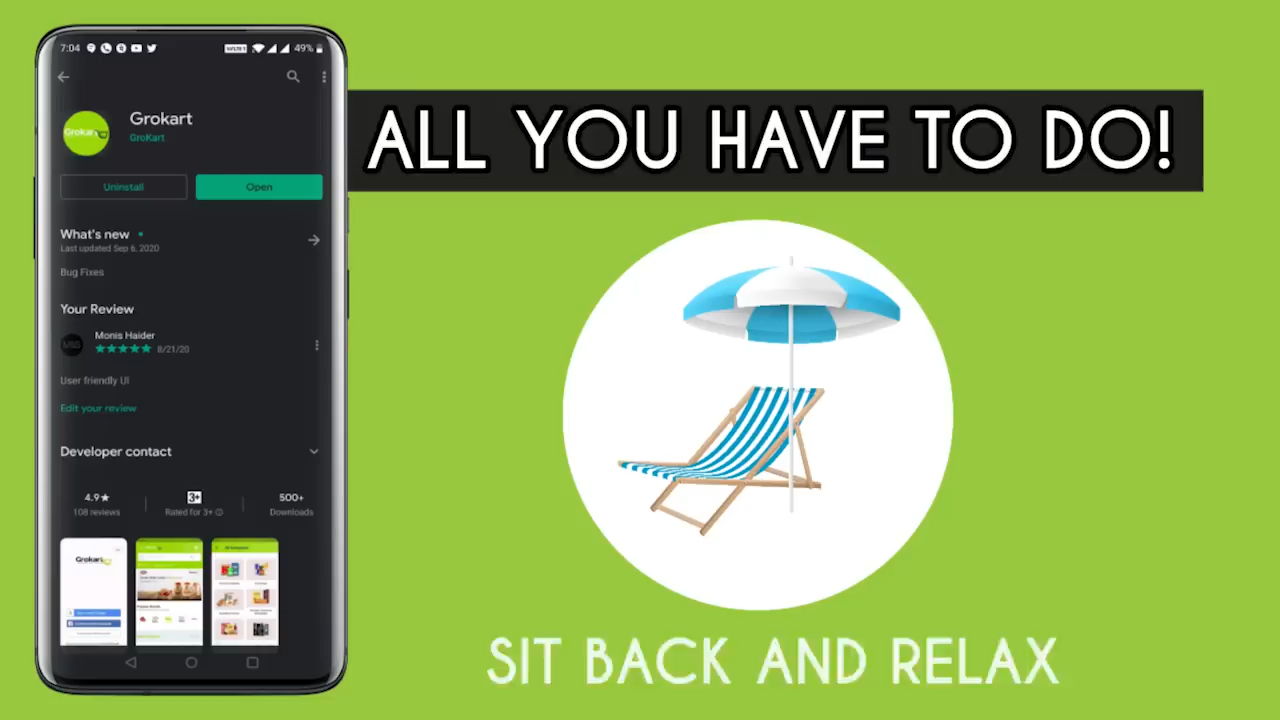 7:04
49%
Grokart
GroKart
Uninstall
Open
What's new
Last updated Sep 6, 2020
Bug Fixes
Your Review
Monis Haider
8/21/20
User friendly UI
Edit your review
Developer contact
4.9★
3+
500+
108 reviews
Rated for 3+
Downloads
Grokart
ALL YOU HAVE TO DO!
SIT BACK AND RELAX